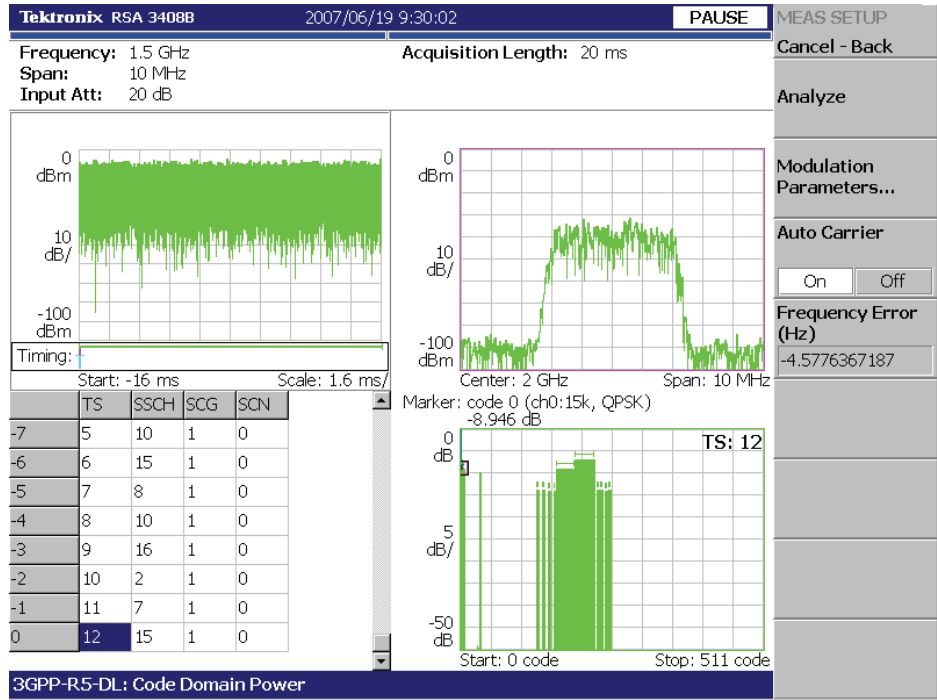 Tektronix RSA 3408B 2007/06/19 9:30:02 PAUSE
MEAS SETUP
Cancel - Back
Frequency: 1.5 GHz
Span: 10 MHz
Input Att: 20 dB
Acquisition Length: 20 ms
Analyze
Modulation
Parameters...
Auto Carrier
On Off
Frequency Error
(Hz)
-4.5776367187
0
dBm
10
dB/
-100
dBm
Timing:
Start: -16 ms Scale: 1.6 ms/
0
dBm
10
dB/
-100
dBm
Center: 2 GHz Span: 10 MHz
TS SSCH SCG SCN
-7 5 10 1 0
-6 6 15 1 0
-5 7 8 1 0
-4 8 10 1 0
-3 9 16 1 0
-2 10 2 1 0
-1 11 7 1 0
0 12 15 1 0
Marker: code 0 (ch0:15k, QPSK)
-8.946 dB
0
dB
TS: 12
5
dB/
-50
dB
Start: 0 code Stop: 511 code
3GPP-R5-DL: Code Domain Power